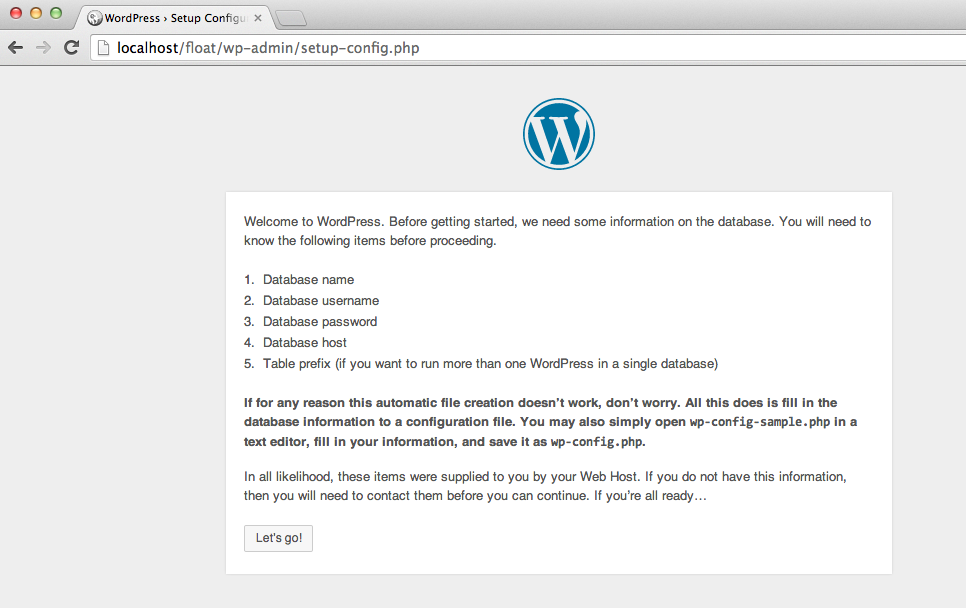 WordPress › Setup Configu
localhost/float/wp-admin/setup-config.php
W
Welcome to WordPress. Before getting started, we need some information on the database. You will need to
know the following items before proceeding.
1. Database name
2. Database username
3. Database password
4. Database host
5. Table prefix (if you want to run more than one WordPress in a single database)
If for any reason this automatic file creation doesn’t work, don’t worry. All this does is fill in the
database information to a configuration file. You may also simply open wp-config-sample.php in a
text editor, fill in your information, and save it as wp-config.php.
In all likelihood, these items were supplied to you by your Web Host. If you do not have this information,
then you will need to contact them before you can continue. If you’re all ready…
Let's go!